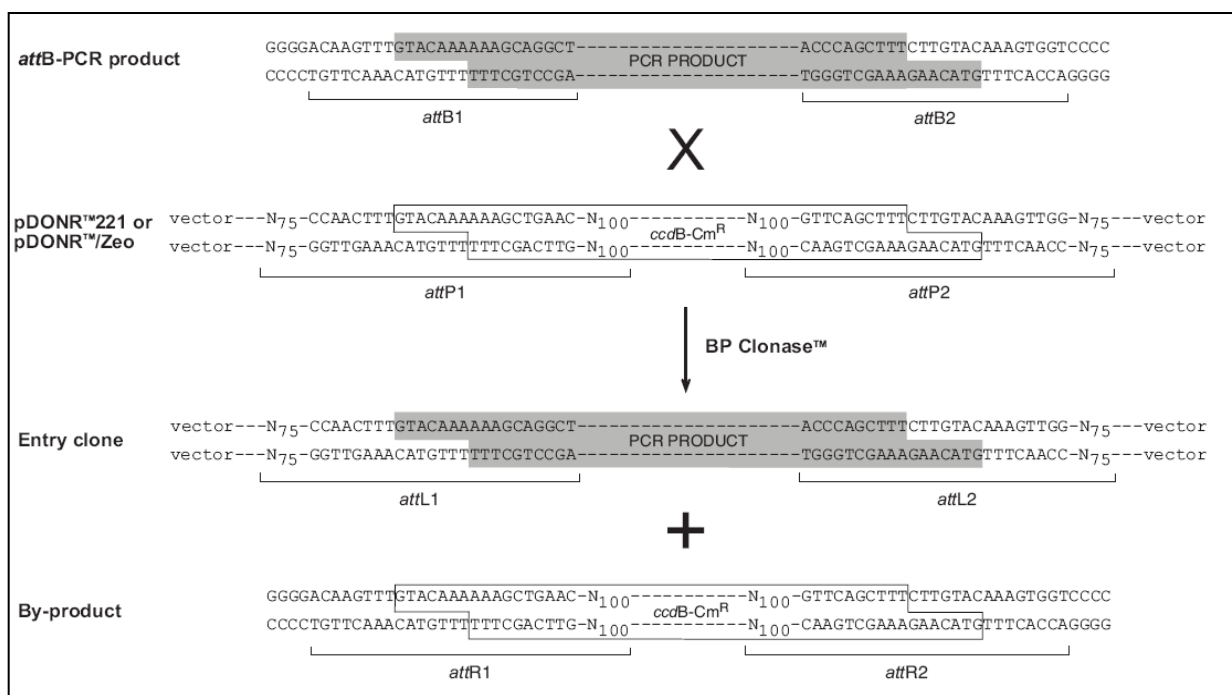 GGGGACAAGTTTGTACAAAAAAGCAGGCT------------------------ACCCAGCTTTCTTGTACAAAGTGGTCCCC
attB-PCR product PCR PRODUCT
CCCCTGTTCAAACATGTTTTTTCGTCCGA------------------------TGGGTCGAAAGAACATGTTTCACCAGGGG
attB1 attB2
X
pDONR™221 or vector---N75-CCAACTTTGTACAAAAAAGCTGAAC-N100--------------N100-GTTCAGCTTTCTTGTACAAAGTTGG-N75---vector
pDONR™/Zeo ccdB-CmR
vector---N75-GGTTGAAACATGTTTTTTCGACTTG-N100--------------N100-CAAGTCGAAAGAACATGTTTCAACC-N75---vector
attP1 attP2
BP Clonase™
vector---N75-CCAACTTTGTACAAAAAAGCAGGCT------------------------ACCCAGCTTTCTTGTACAAAGTTGG-N75---vector
Entry clone PCR PRODUCT
vector---N75-GGTTGAAACATGTTTTTTCGTCCGA------------------------TGGGTCGAAAGAACATGTTTCAACC-N75---vector
attL1 attL2
+
GGGGACAAGTTTGTACAAAAAAGCTGAAC-N100--------------N100-GTTCAGCTTTCTTGTACAAAGTGGTCCCC
By-product ccdB-CmR
CCCCTGTTCAAACATGTTTTTTCGACTTG-N100--------------N100-CAAGTCGAAAGAACATGTTTCACCAGGGG
attR1 attR2